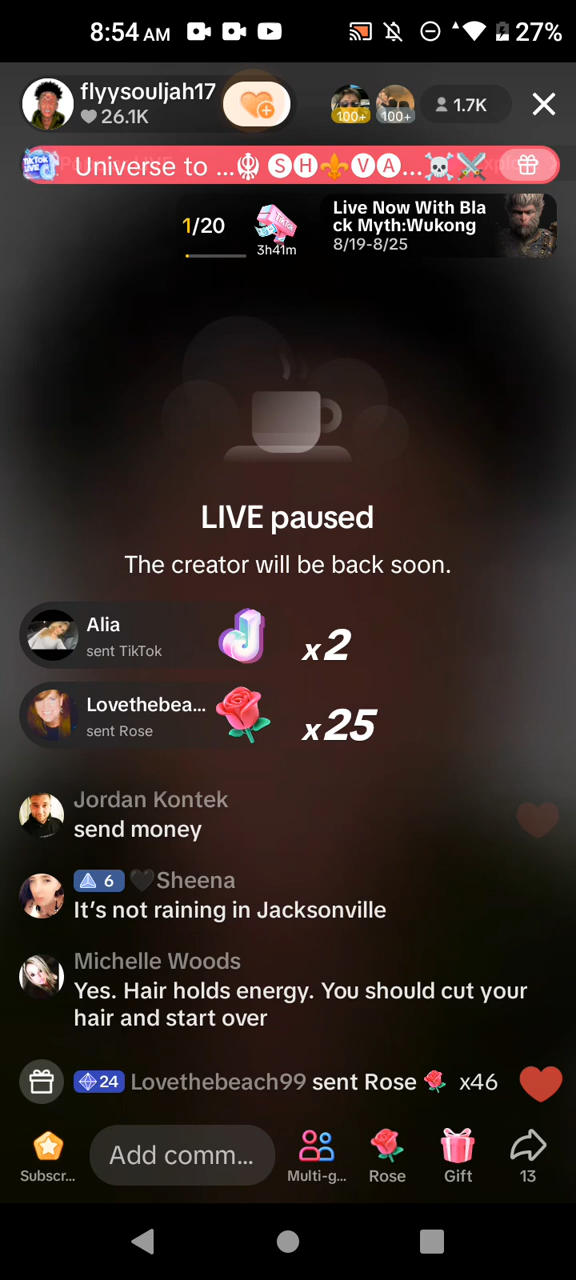 8:54 AM
27%
flyysouljah17
26.1K
100+
100+
1.7K
Universe to ... 🅢🅗⚜️🅥🅐...☠️⚔️
1/20
3h41m
Live Now With Bla
ck Myth:Wukong
8/19-8/25
LIVE paused
The creator will be back soon.
Alia
sent TikTok
x2
Lovethebea...
sent Rose
x25
Jordan Kontek
send money
6 🖤Sheena
It's not raining in Jacksonville
Michelle Woods
Yes. Hair holds energy. You should cut your
hair and start over
24 Lovethebeach99 sent Rose 🌹 x46
Add comm...
Subscr...
Multi-g...
Rose
Gift
13